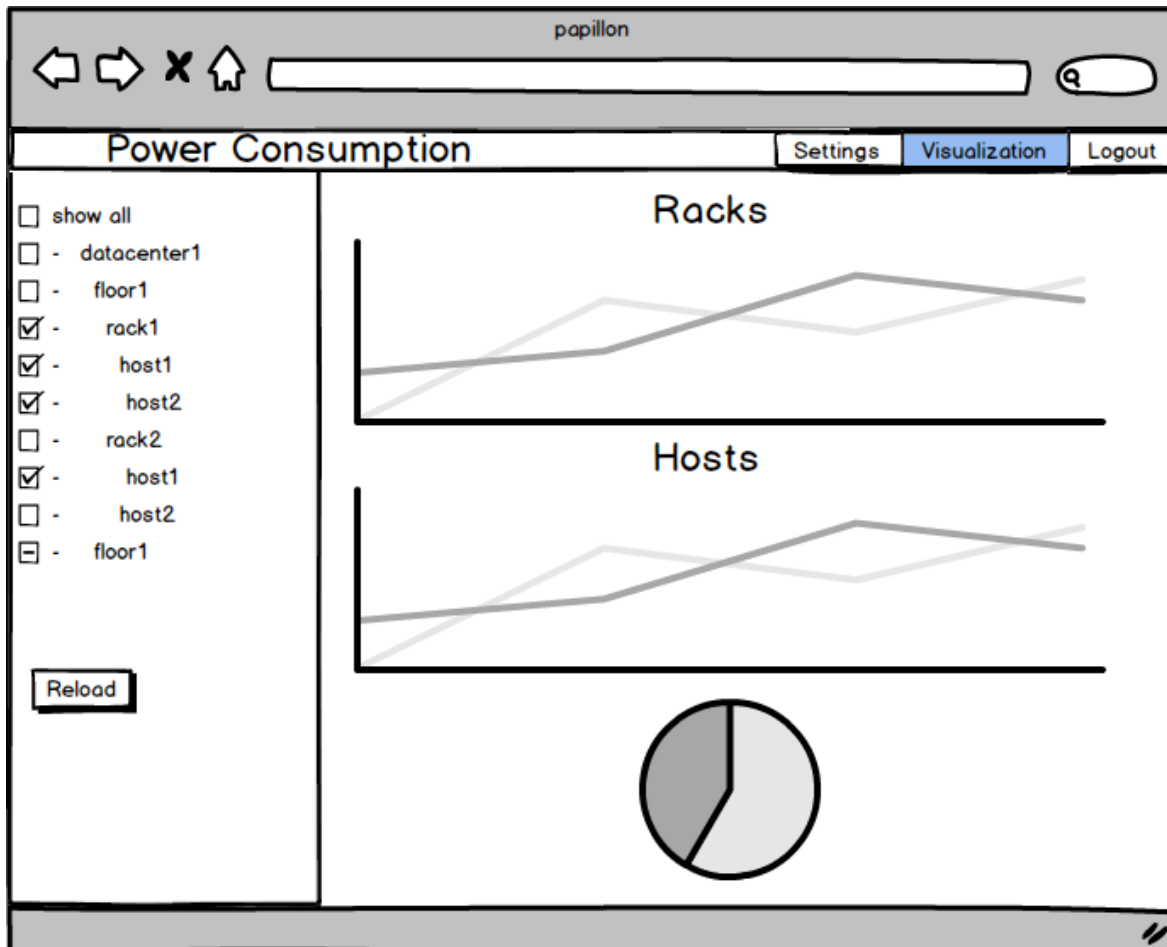 papillon
Power Consumption
Settings Visualization Logout
show all
- datacenter1
- floor1
- rack1
- host1
- host2
- rack2
- host1
- host2
- floor1
Reload
Racks
Hosts